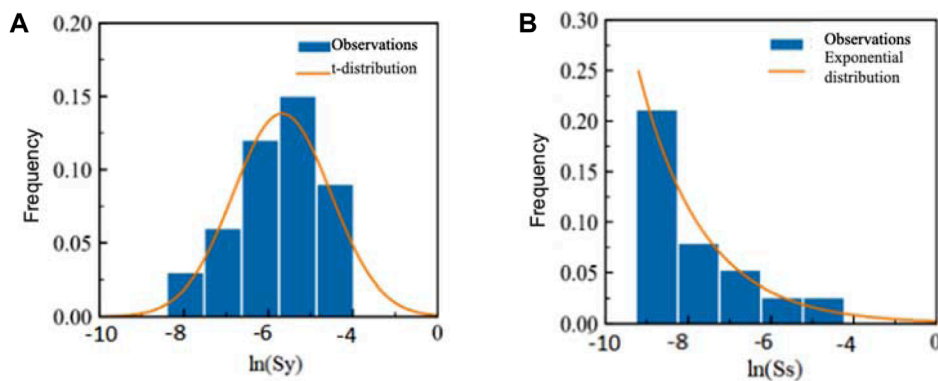 A
0.20
0.15
0.10
0.05
0.00
Frequency
Observations
t-distribution
-10
-8
-6
-4
0
ln(Sy)
B
0.30
0.25
0.20
0.15
0.10
0.05
0.00
Frequency
Observations
Exponential
distribution
-10
-8
-6
-4
0
ln(Ss)